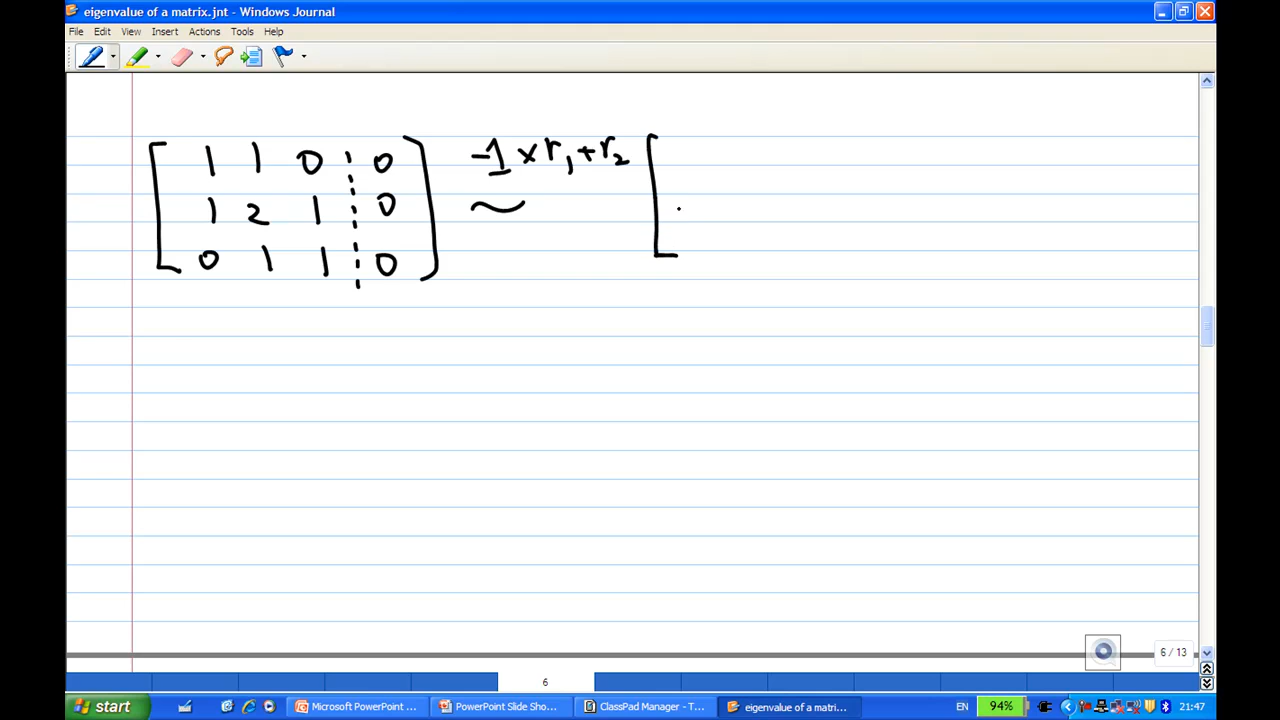 eigenvalue of a matrix.jnt - Windows Journal
File Edit View Insert Actions Tools Help
1 1 0 0 -1 × r₁ + r₂
1 2 1 0 ~
0 1 1 0
6 / 13
6
start Microsoft PowerPoint ... PowerPoint Slide Sho... ClassPad Manager - T... eigenvalue of a matri... EN 94% 21:47